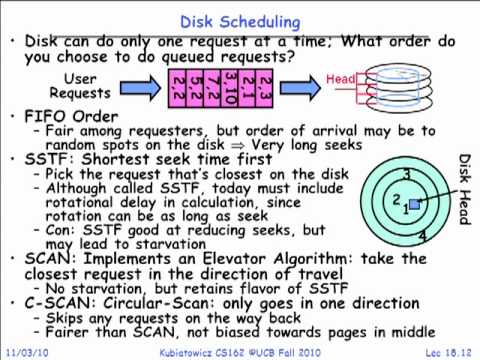 Disk Scheduling
• Disk can do only one request at a time; What order do
you choose to do queued requests?
User
Requests
2,2
5,2
7,2
3,10
2,1
2,3
Head
• FIFO Order
– Fair among requesters, but order of arrival may be to
random spots on the disk ⇒ Very long seeks
• SSTF: Shortest seek time first
– Pick the request that's closest on the disk
– Although called SSTF, today must include
rotational delay in calculation, since
rotation can be as long as seek
– Con: SSTF good at reducing seeks, but
may lead to starvation
3
2
1
4
Disk Head
• SCAN: Implements an Elevator Algorithm: take the
closest request in the direction of travel
– No starvation, but retains flavor of SSTF
• C-SCAN: Circular-Scan: only goes in one direction
– Skips any requests on the way back
– Fairer than SCAN, not biased towards pages in middle
11/03/10
Kubiatowicz CS162 ©UCB Fall 2010
Lec 18.12